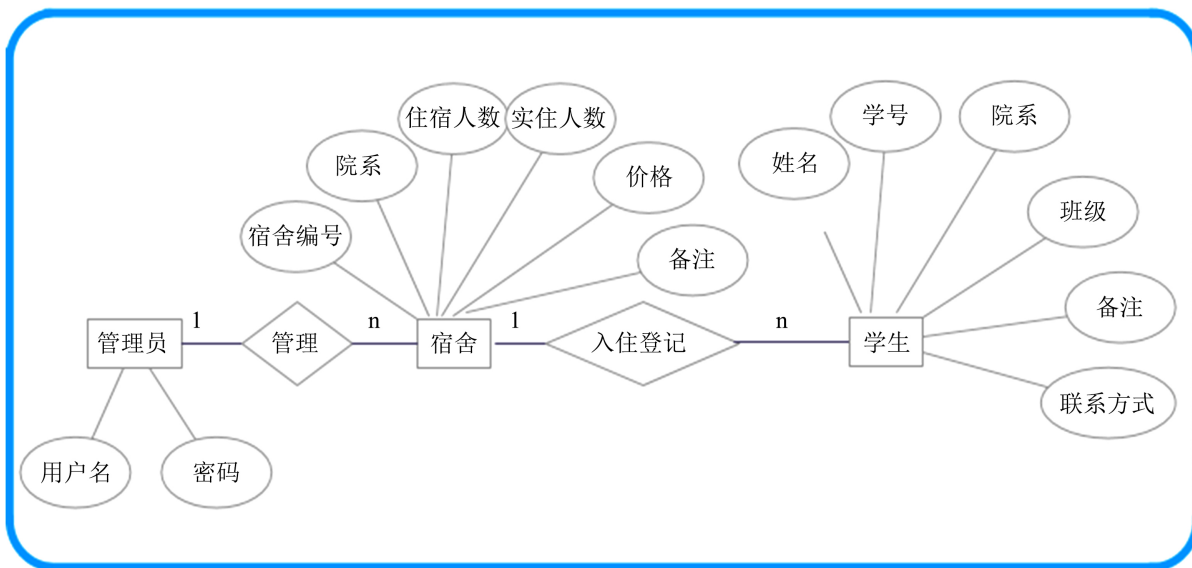 住宿人数
实住人数
学号
院系
院系
姓名
价格
班级
宿舍编号
备注
备注
管理员
1
管理
n
宿舍
1
入住登记
n
学生
联系方式
用户名
密码